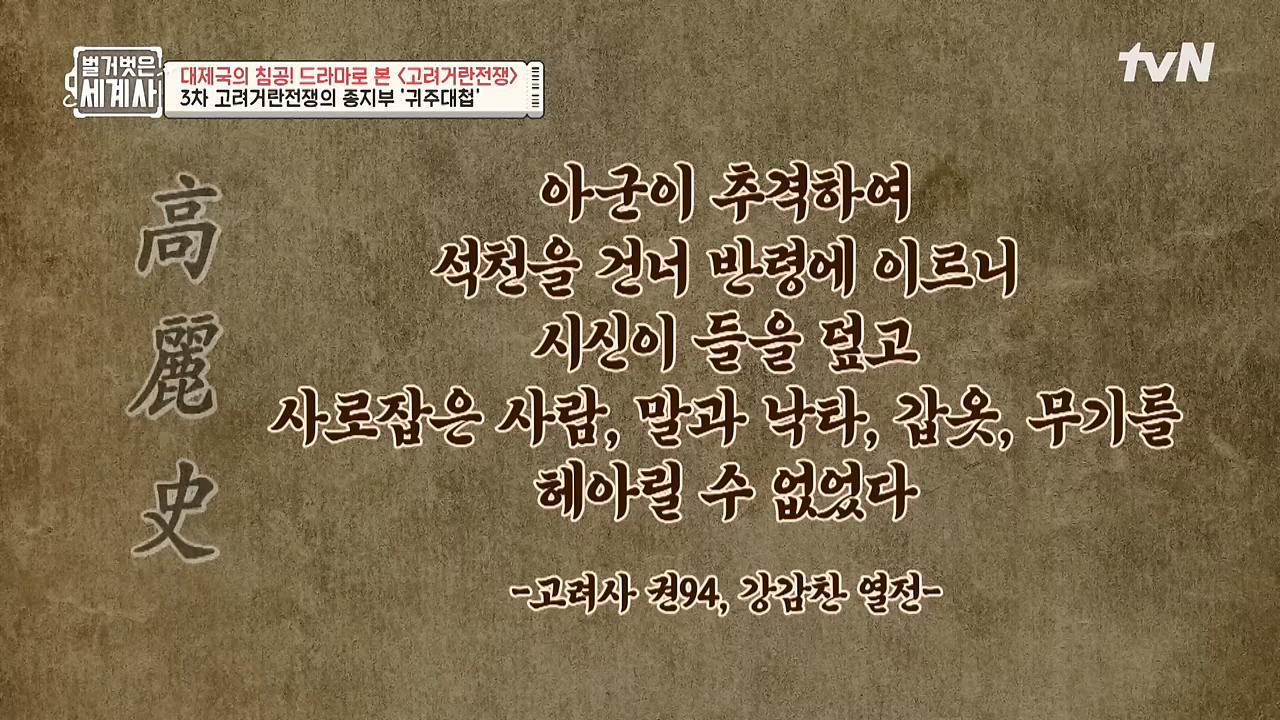 벌거벗은
세계사
대제국의 침공! 드라마로 본 <고려거란전쟁>
3차 고려거란전쟁의 종지부 '귀주대첩'
tvN
高麗史
아군이 추격하여
석천을 건너 반령에 이르니
시신이 들을 덮고
사로잡은 사람, 말과 낙타, 갑옷, 무기를
헤아릴 수 없었다
-고려사 권94, 강감찬 열전-